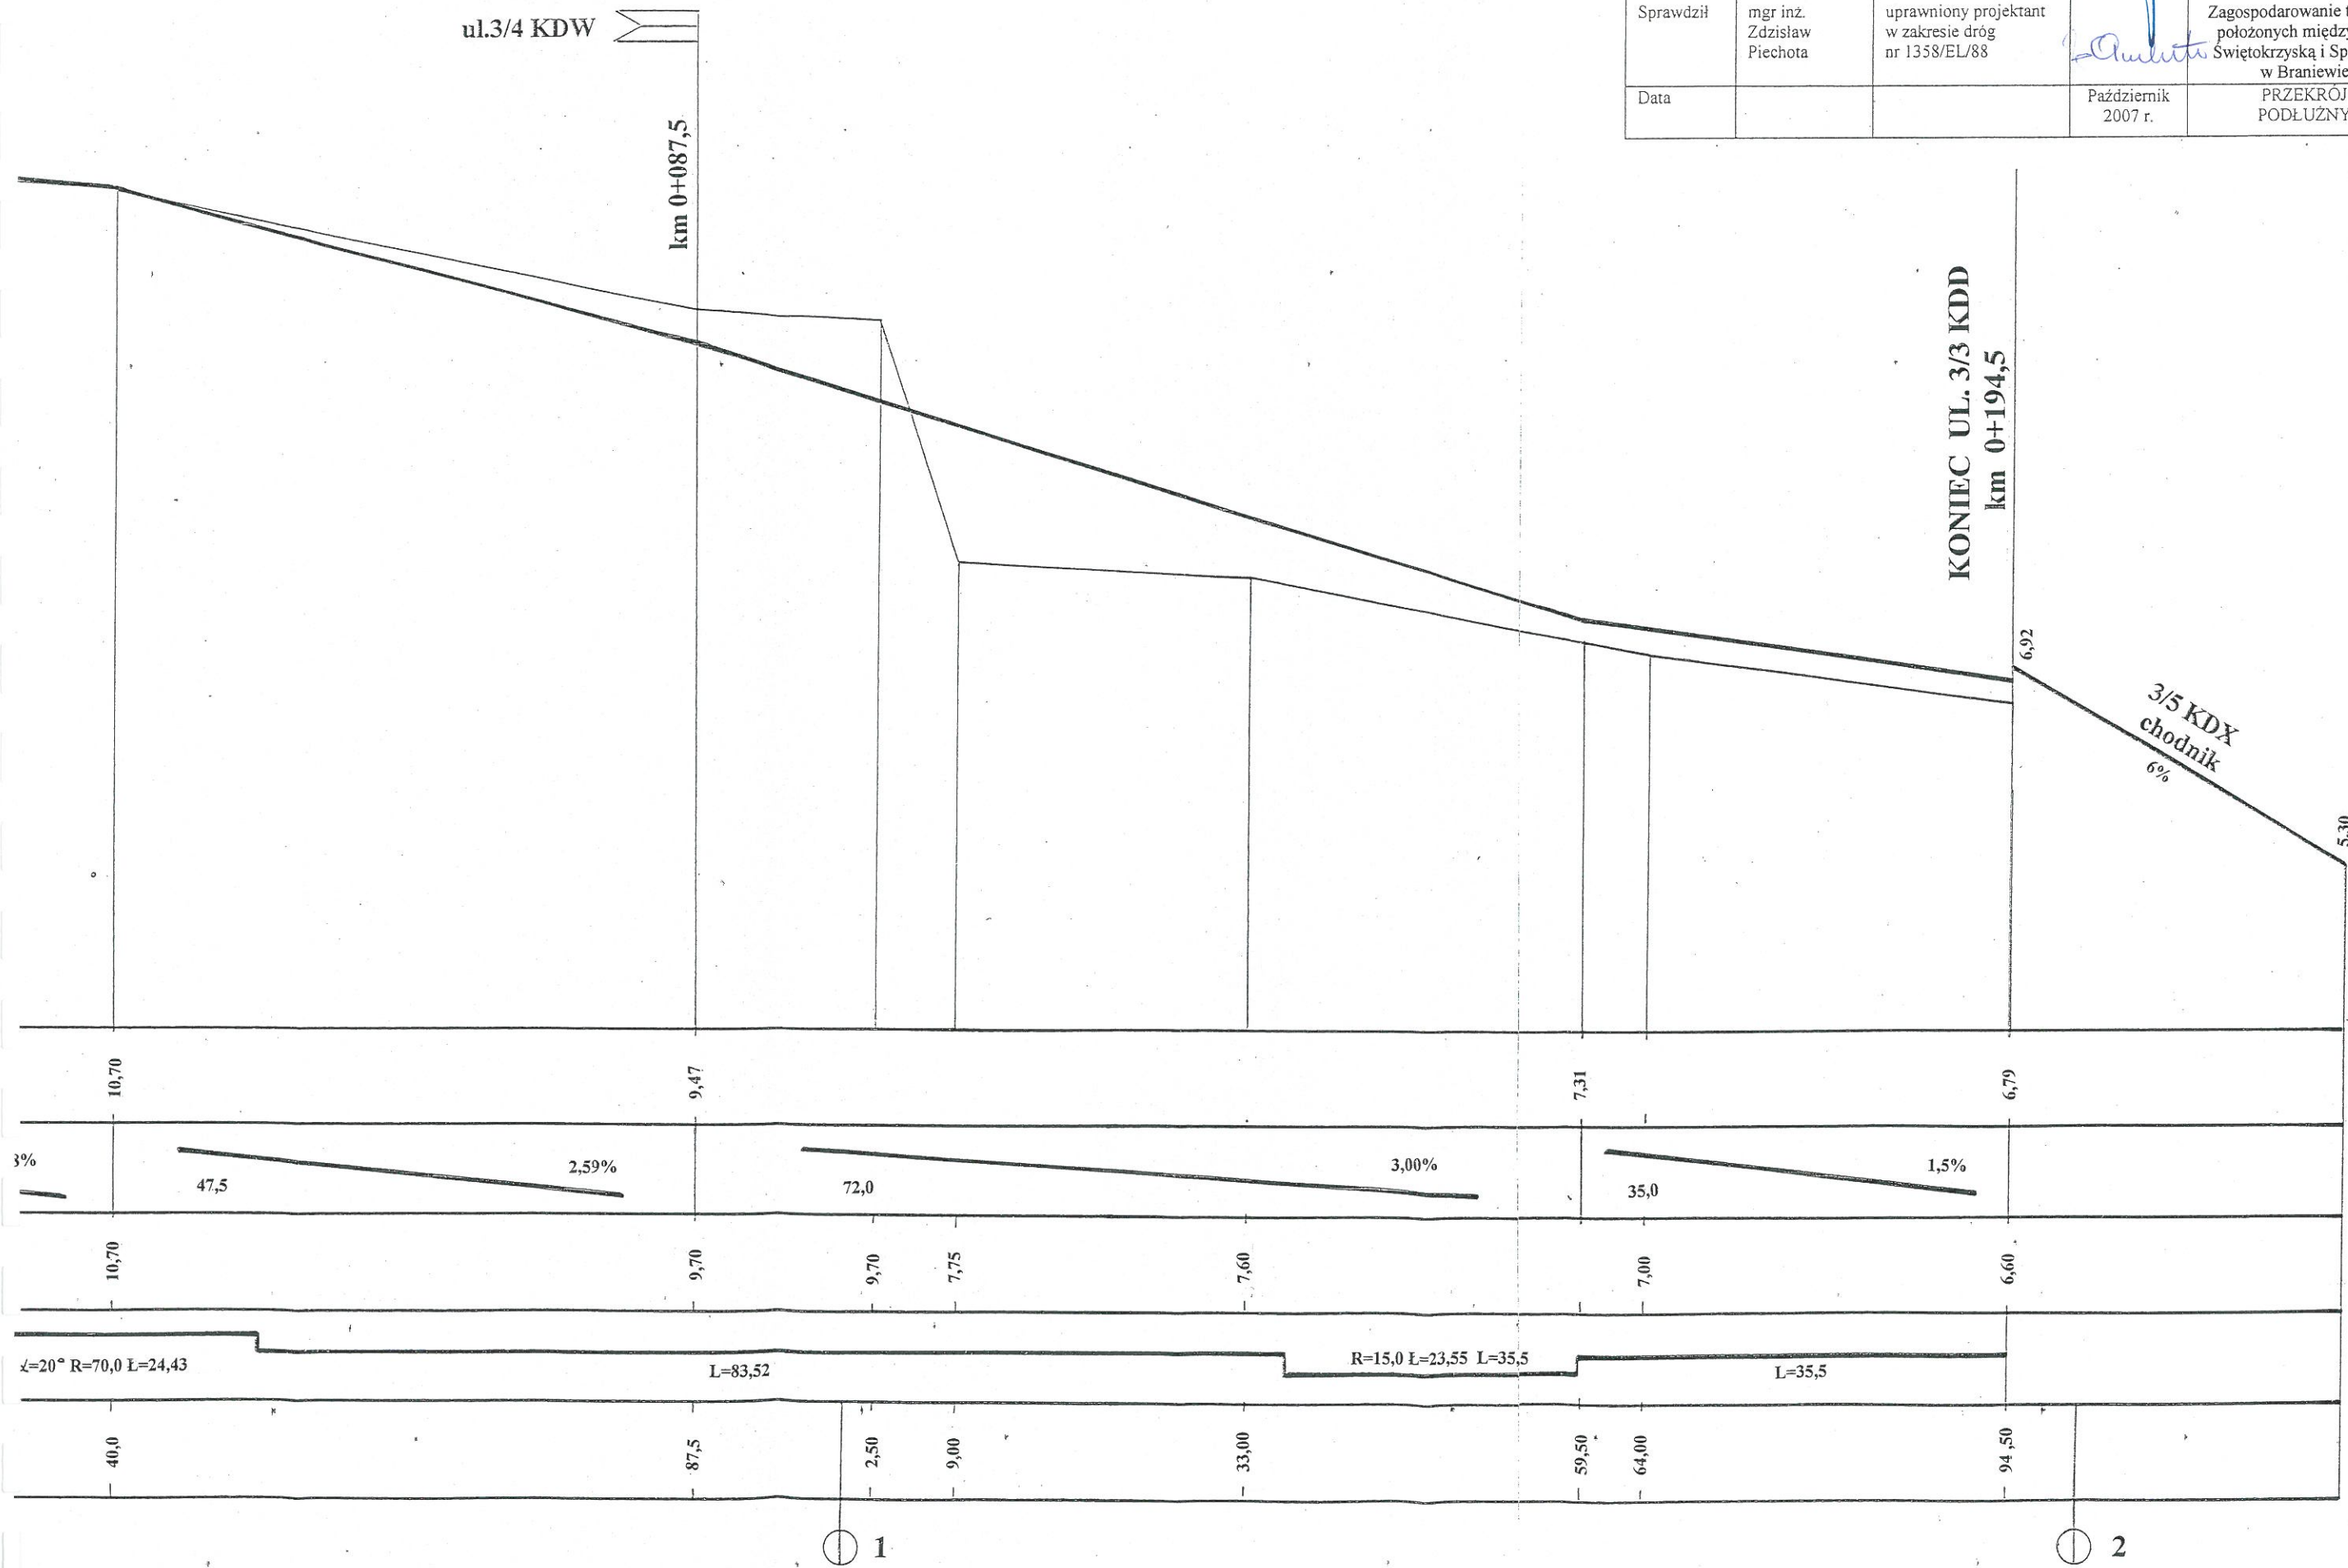 ul.3/4 KDW
km 0+087,5
Sprawdził
mgr inż.
Zdzisław
Piechota
uprawniony projektant
w zakresie dróg
nr 1358/EL/88
Zagospodarowanie
położonych
Świętokrzyską i
w Braniewie
Data
Październik
2007 r.
PRZEKRÓJ
PODŁUŻNY
KONIEC UL. 3/3 KDD
km 0+194,5
6,92
3/5 KDX
chodnik
6%
5,30
10,70 9,47 7,31 6,79
2,59% 3,00% 1,5%
47,5 72,0 35,0
10,70 9,70 9,70 7,75 7,60 7,00 6,60
=20° R=70,0 Ł=24,43 L=83,52 R=15,0 Ł=23,55 L=35,5 L=35,5
40,0 87,5 2,50 9,00 33,00 59,50 64,00 94,50
1 2